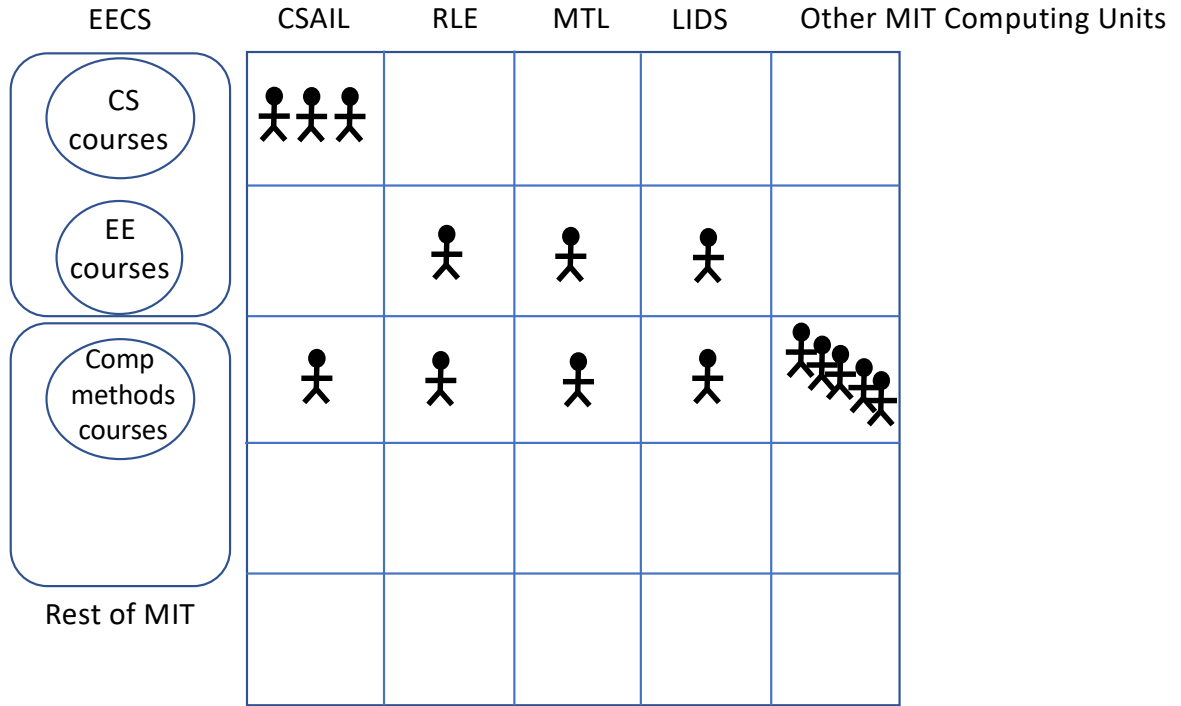 EECS
CSAIL
RLE
MTL
LIDS
Other MIT Computing Units
CS
courses
EE
courses
Comp
methods
courses
Rest of MIT